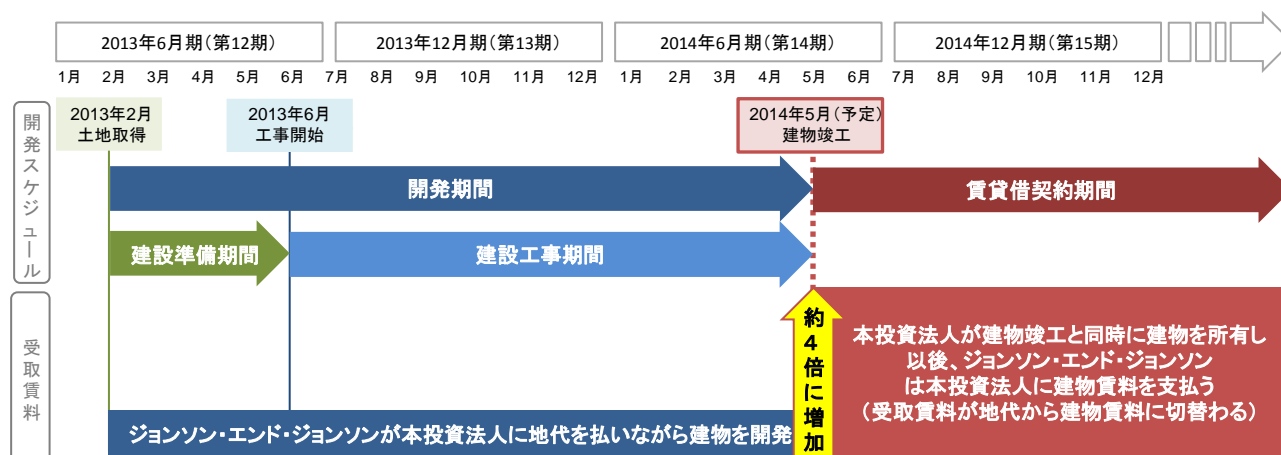 2013年6月期(第12期)
2013年12月期(第13期)
2014年6月期(第14期)
2014年12月期(第15期)
1月 2月 3月 4月 5月 6月 7月 8月 9月 10月 11月 12月 1月 2月 3月 4月 5月 6月 7月 8月 9月 10月 11月 12月
開発スケジュール
2013年2月
土地取得
2013年6月
工事開始
2014年5月(予定)
建物竣工
開発期間
賃貸借契約期間
建設準備期間
建設工事期間
受取賃料
ジョンソン・エンド・ジョンソンが本投資法人に地代を払いながら建物を開発
約4倍に増加
本投資法人が建物竣工と同時に建物を所有し
以後、ジョンソン・エンド・ジョンソン
は本投資法人に建物賃料を支払う
(受取賃料が地代から建物賃料に切替わる)